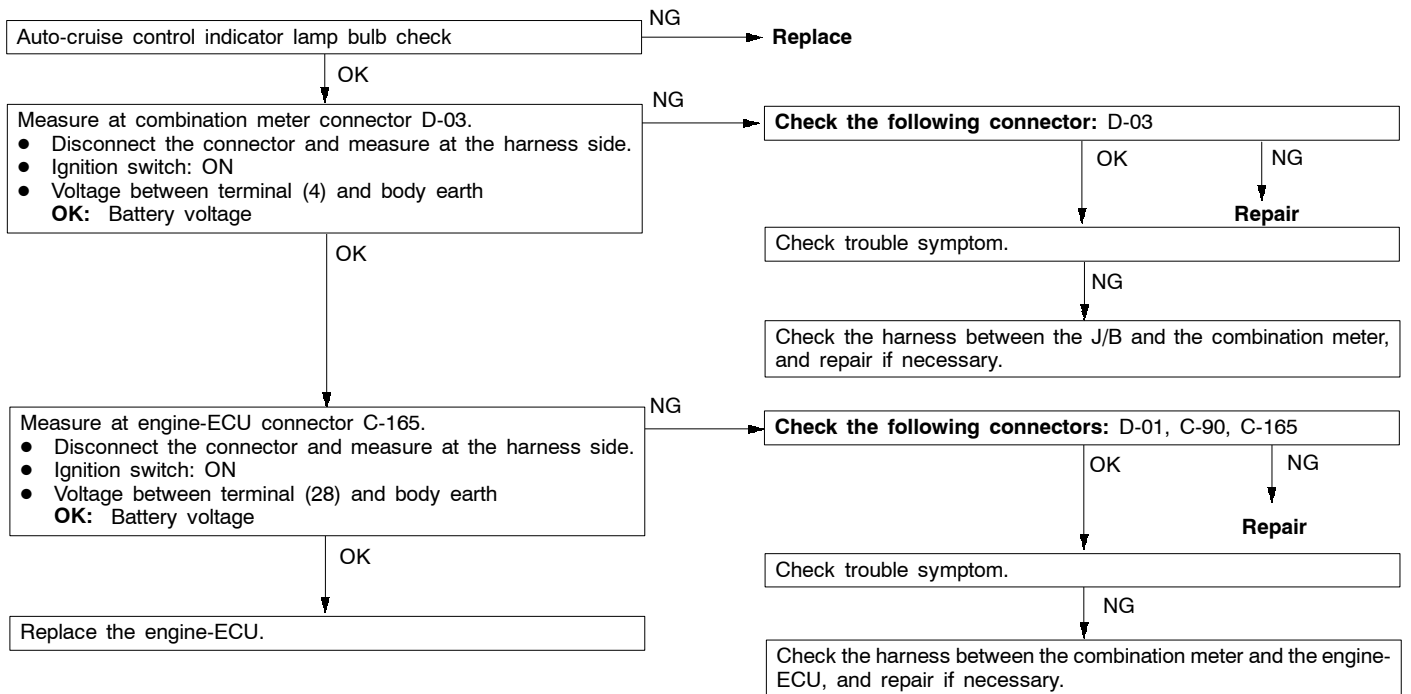 Auto-cruise control indicator lamp bulb check
NG
Replace
OK
Measure at combination meter connector D-03.
● Disconnect the connector and measure at the harness side.
● Ignition switch: ON
● Voltage between terminal (4) and body earth
OK: Battery voltage
NG
Check the following connector: D-03
OK
NG
Repair
Check trouble symptom.
NG
Check the harness between the J/B and the combination meter,
and repair if necessary.
OK
Measure at engine-ECU connector C-165.
● Disconnect the connector and measure at the harness side.
● Ignition switch: ON
● Voltage between terminal (28) and body earth
OK: Battery voltage
NG
Check the following connectors: D-01, C-90, C-165
OK
NG
Repair
Check trouble symptom.
NG
Check the harness between the combination meter and the engine-
ECU, and repair if necessary.
OK
Replace the engine-ECU.